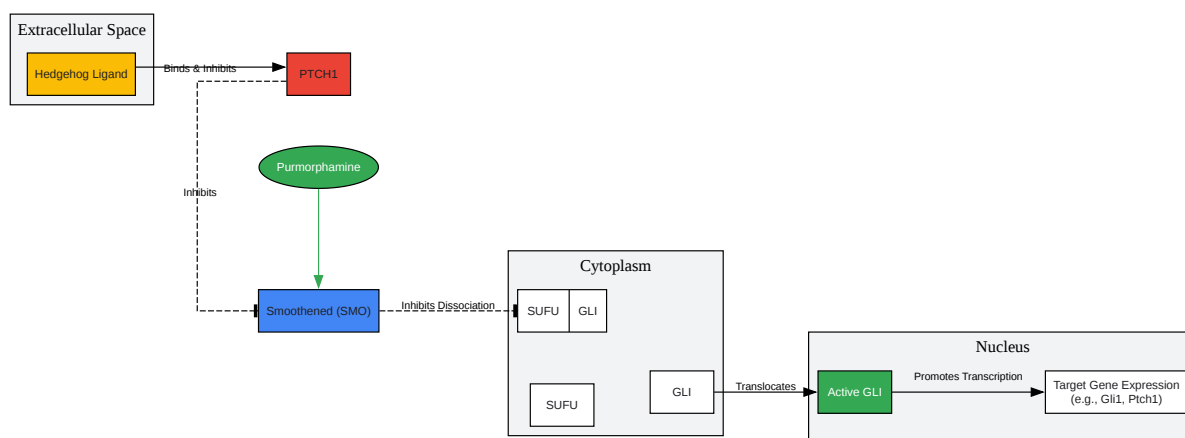 Extracellular Space
Hedgehog Ligand
Binds & Inhibits
PTCH1
Purmorphamine
Inhibits
Smoothened (SMO)
Inhibits Dissociation
Cytoplasm
SUFU
GLI
SUFU
GLI
Translocates
Nucleus
Active GLI
Promotes Transcription
Target Gene Expression
(e.g., Gli1, Ptch1)